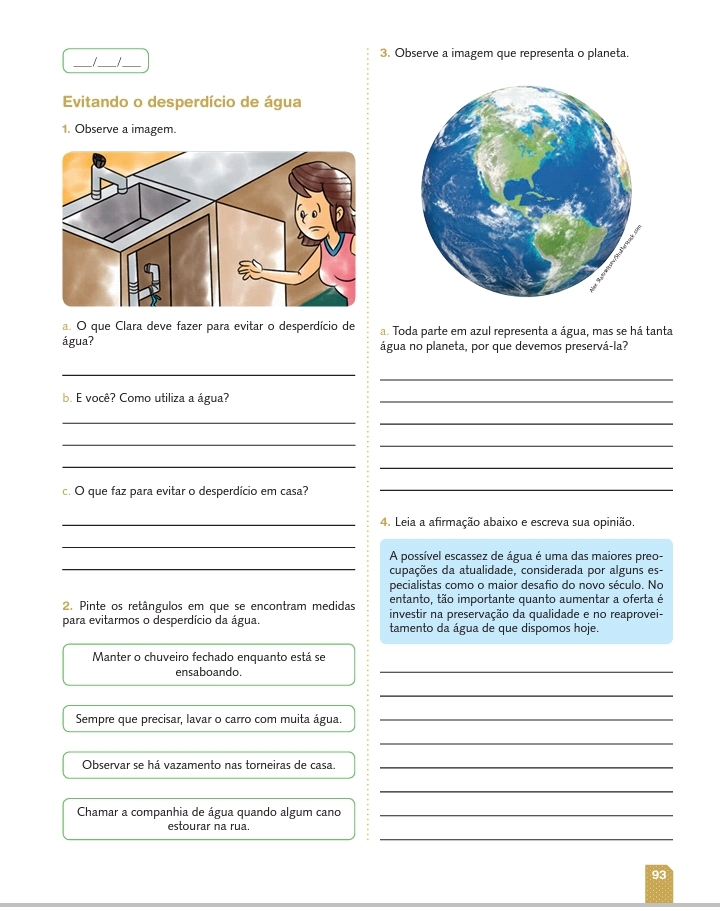 ___/___/___
Evitando o desperdício de água
1. Observe a imagem.
a. O que Clara deve fazer para evitar o desperdício de
água?
b. E você? Como utiliza a água?
c. O que faz para evitar o desperdício em casa?
2. Pinte os retângulos em que se encontram medidas
para evitarmos o desperdício da água.
Manter o chuveiro fechado enquanto está se
ensaboando.
Sempre que precisar, lavar o carro com muita água.
Observar se há vazamento nas torneiras de casa.
Chamar a companhia de água quando algum cano
estourar na rua.
3. Observe a imagem que representa o planeta.
a. Toda parte em azul representa a água, mas se há tanta
água no planeta, por que devemos preservá-la?
4. Leia a afirmação abaixo e escreva sua opinião.
A possível escassez de água é uma das maiores preo-
cupações da atualidade, considerada por alguns es-
pecialistas como o maior desafio do novo século. No
entanto, tão importante quanto aumentar a oferta é
investir na preservação da qualidade e no reaprovei-
tamento da água de que dispomos hoje.
93